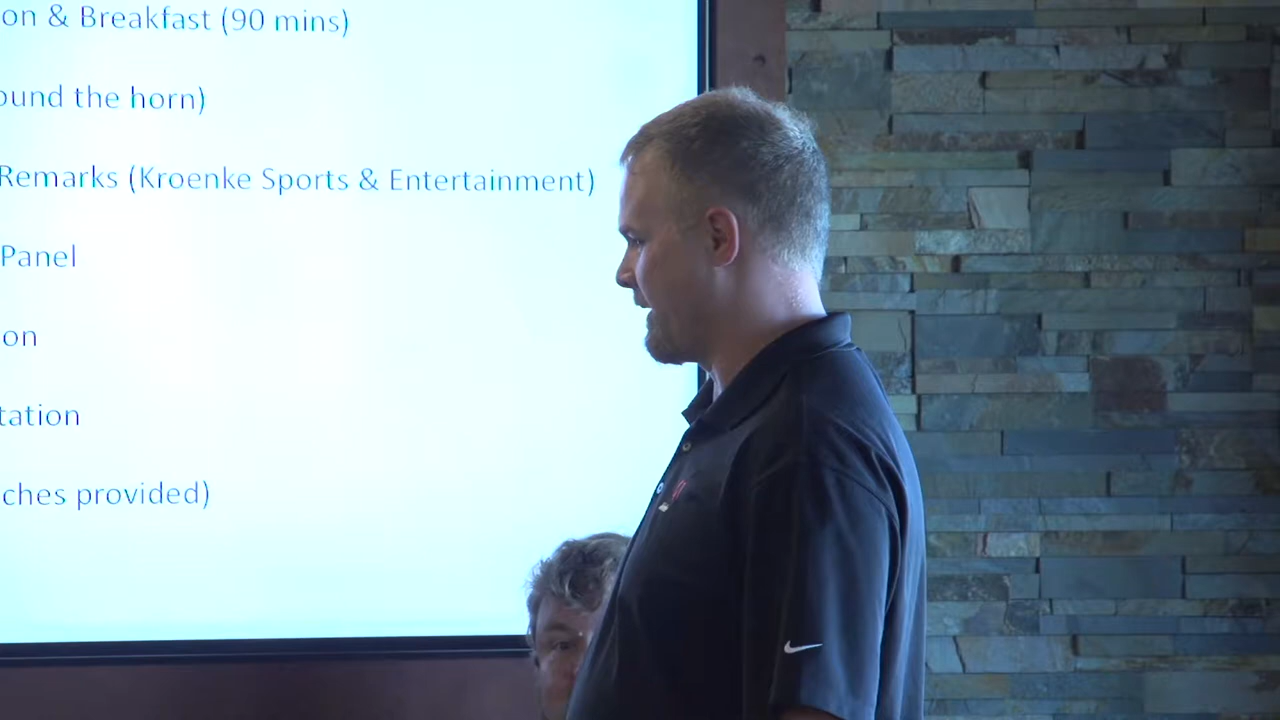 on & Breakfast (90 mins)
ound the horn)
Remarks (Kroenke Sports & Entertainment)
Panel
on
tation
ches provided)